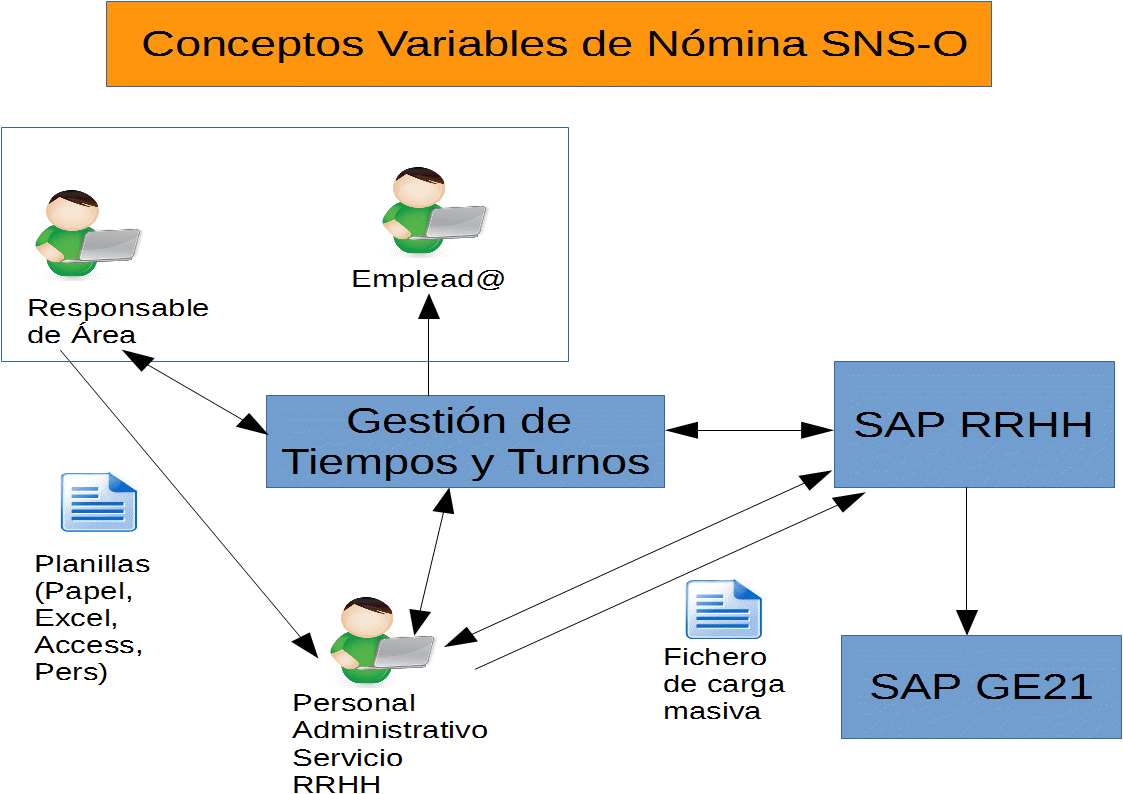 Conceptos Variables de Nómina SNS-O
Emplead@
Responsable
de Área
Gestión de
Tiempos y Turnos
SAP RRHH
Planillas
(Papel,
Excel,
Access,
Pers)
Fichero
de carga
masiva
SAP GE21
Personal
Administrativo
Servicio
RRHH